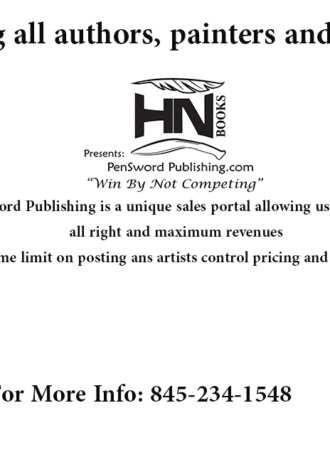 g all authors, painters and
HN
BOOKS
Presents:
PenSword Publishing.com
“Win By Not Competing”
ord Publishing is a unique sales portal allowing us
all right and maximum revenues
me limit on posting ans artists control pricing and
For More Info: 845-234-1548